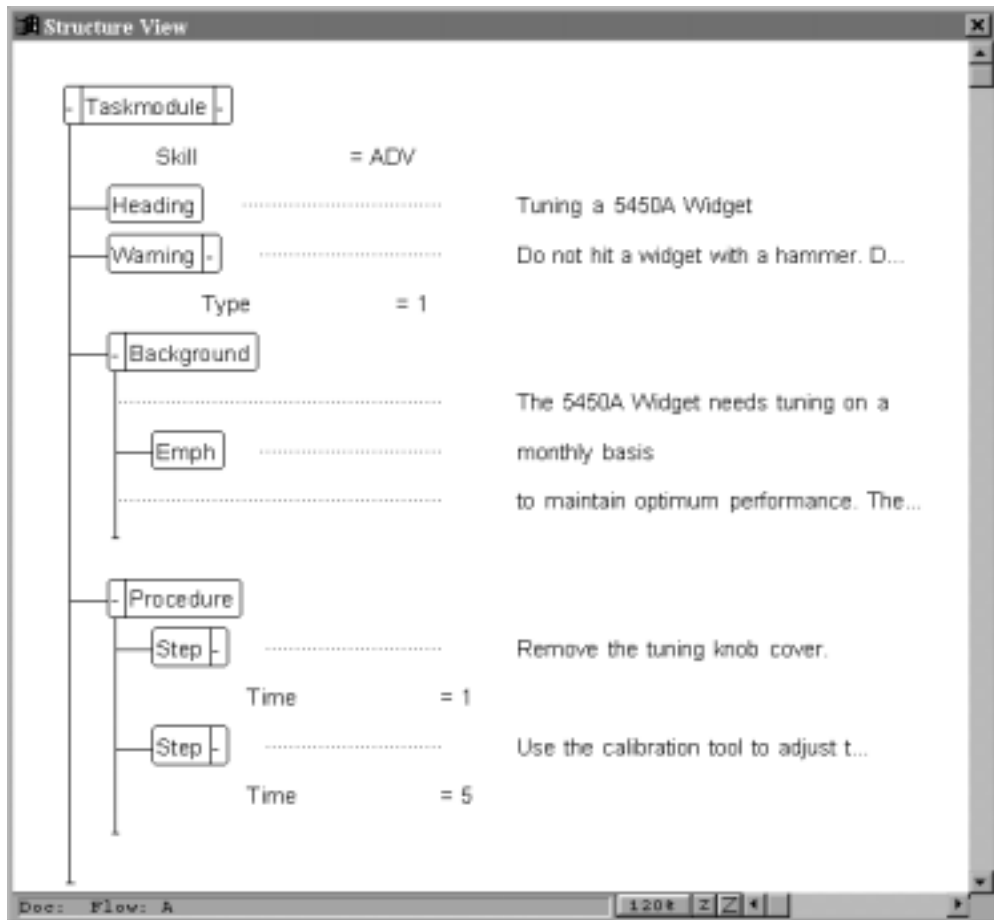 Structure View
Taskmodule
Skill = ADV
Heading Tuning a 5450A Widget
Warning Do not hit a widget with a hammer. D...
Type = 1
Background
The 5450A Widget needs tuning on a
Emph monthly basis
to maintain optimum performance. The...
Procedure
Step Remove the tuning knob cover.
Time = 1
Step Use the calibration tool to adjust t...
Time = 5
Doc: Flow: A 120% Z Z